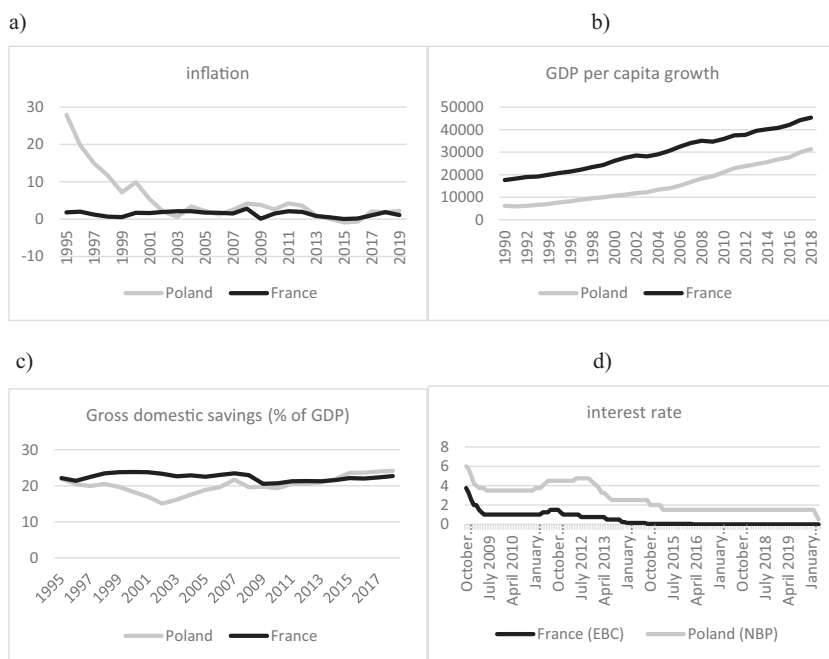 a)
b)
inflation
30
20
10
0
-10
1995
1997
1999
2001
2003
2005
2007
2009
2011
2013
2015
2017
2019
Poland France
GDP per capita growth
50000
40000
30000
20000
10000
0
1990
1992
1994
1996
1998
2000
2002
2004
2006
2008
2010
2012
2014
2016
2018
Poland France
c)
d)
Gross domestic savings (% of GDP)
30
20
10
0
1995
1997
1999
2001
2003
2005
2007
2009
2011
2013
2015
2017
Poland France
interest rate
8
6
4
2
0
October…
July 2009
April 2010
January…
October…
July 2012
April 2013
January…
October…
July 2015
April 2016
January…
October…
July 2018
April 2019
January…
France (EBC) Poland (NBP)